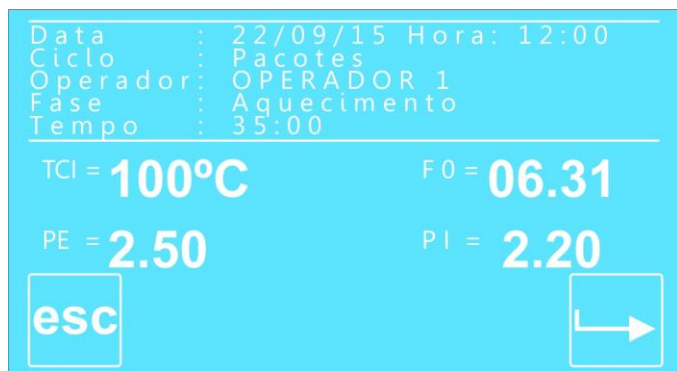 Data : 22/09/15 Hora: 12:00
Ciclo : Pacotes
Operador: OPERADOR 1
Fase : Aquecimento
Tempo : 35:00
TCI = 100ºC F0 = 06.31
PE = 2.50 PI = 2.20
esc